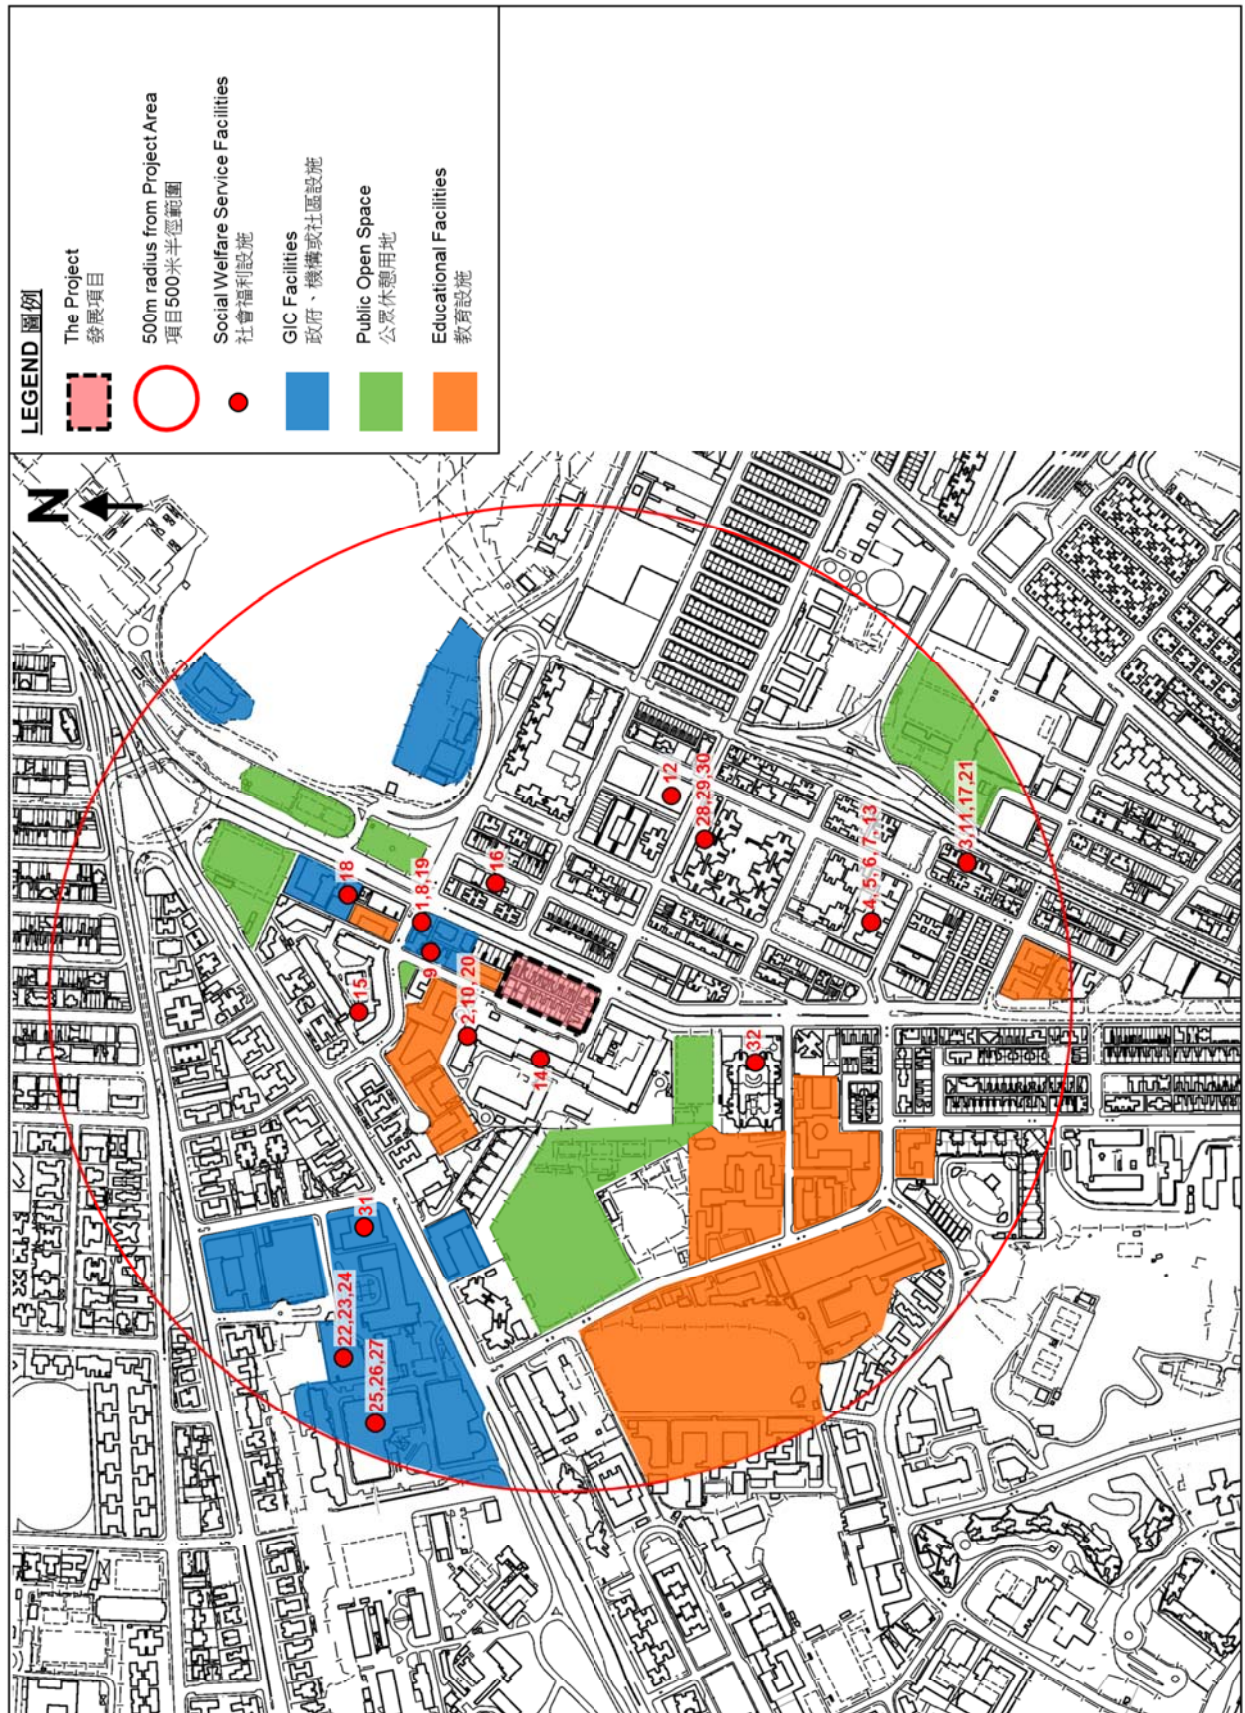 LEGEND 圖例
The Project
發展項目
500m radius from Project Area
項目500米半徑範圍
Social Welfare Service Facilities
社會福利設施
GIC Facilities
政府、機構或社區設施
Public Open Space
公眾休憩用地
Educational Facilities
教育設施
N
18
1,8,19
9
16
15
2,10,20
14
12
28,29,30
4,5,6,7,13
3,11,17,21
32
31
22,23,24
25,26,27